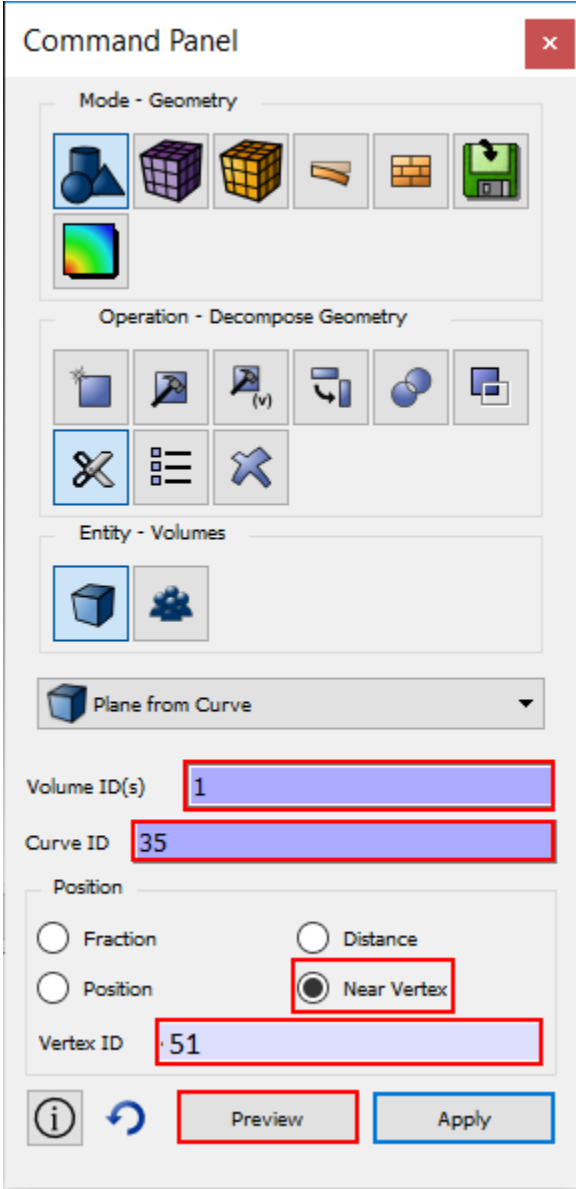 Command Panel
Mode - Geometry
Operation - Decompose Geometry
(v)
Entity - Volumes
Plane from Curve
Volume ID(s) 1
Curve ID 35
Position
Fraction Distance
Position Near Vertex
Vertex ID 51
Preview Apply